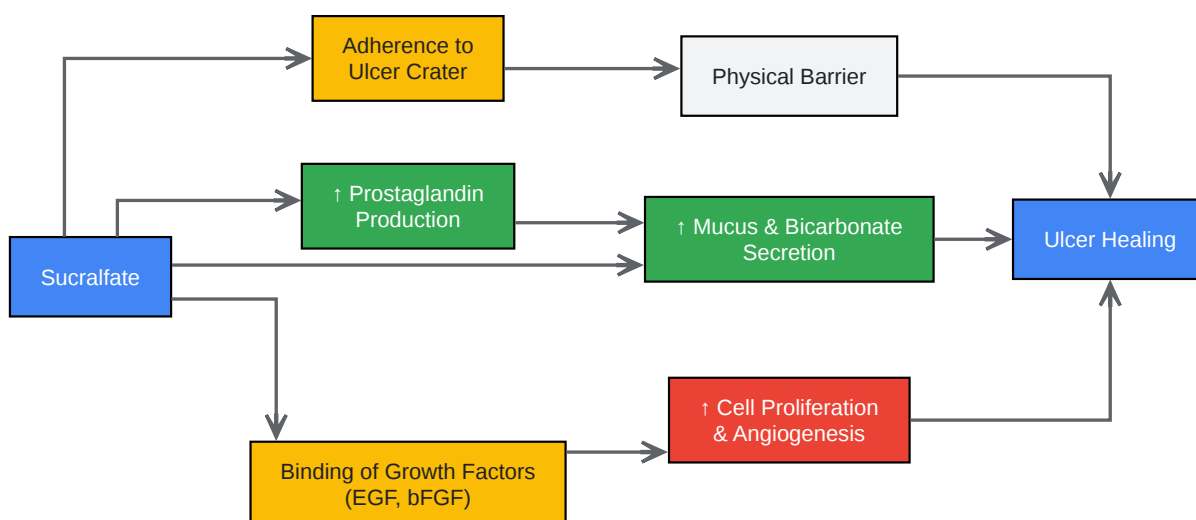 Adherence to
Ulcer Crater
Physical Barrier
↑ Prostaglandin
Production
↑ Mucus & Bicarbonate
Secretion
Ulcer Healing
Sucralfate
↑ Cell Proliferation
& Angiogenesis
Binding of Growth Factors
(EGF, bFGF)